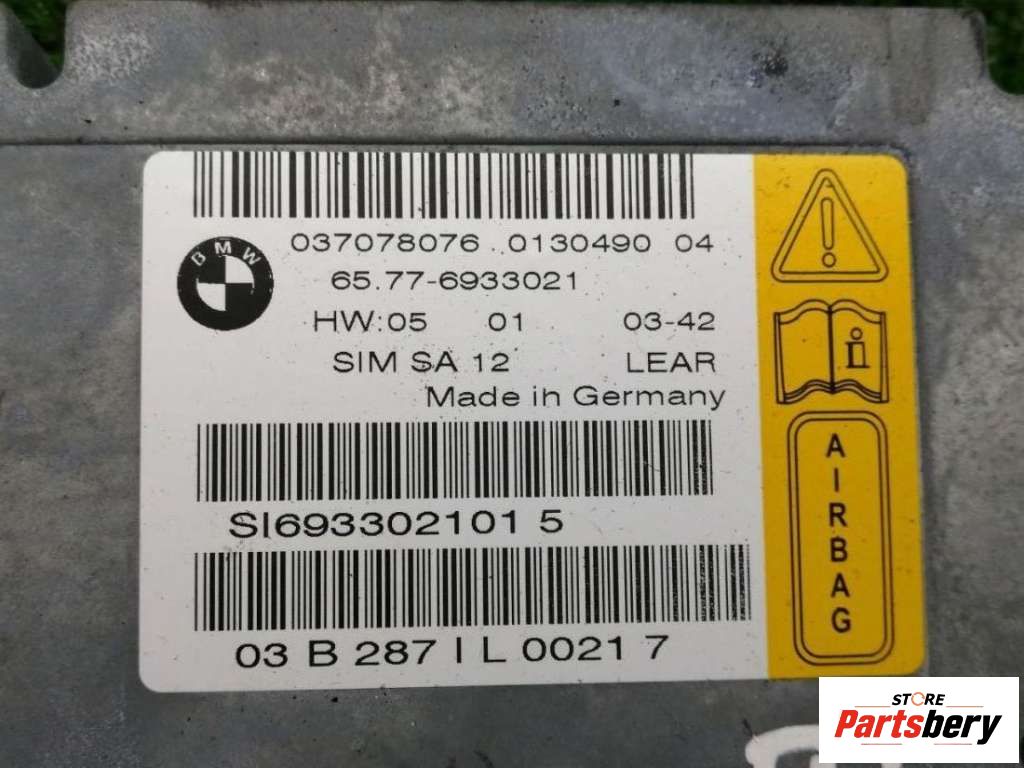 BMW
037078076 0130490 04
65.77-6933021
HW:05 01 03-42
SIM SA 12 LEAR
Made in Germany
SI693302101 5
03 B 287 I L 0021 7
i
AIRBAG
STORE
Partsbery